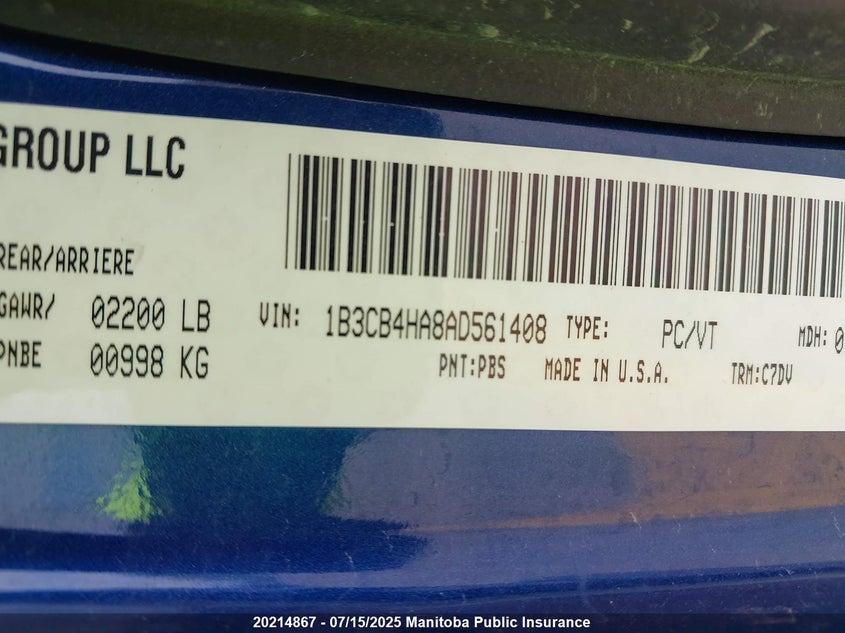 GROUP LLC
REAR/ARRIERE
GAWR/ 02200 LB VIN: 1B3CB4HA8AD561408 TYPE: PC/VT MDH: 0
PNBE 00998 KG PNT:PBS MADE IN U.S.A. TRM:C7DV
20214867 - 07/15/2025 Manitoba Public Insurance